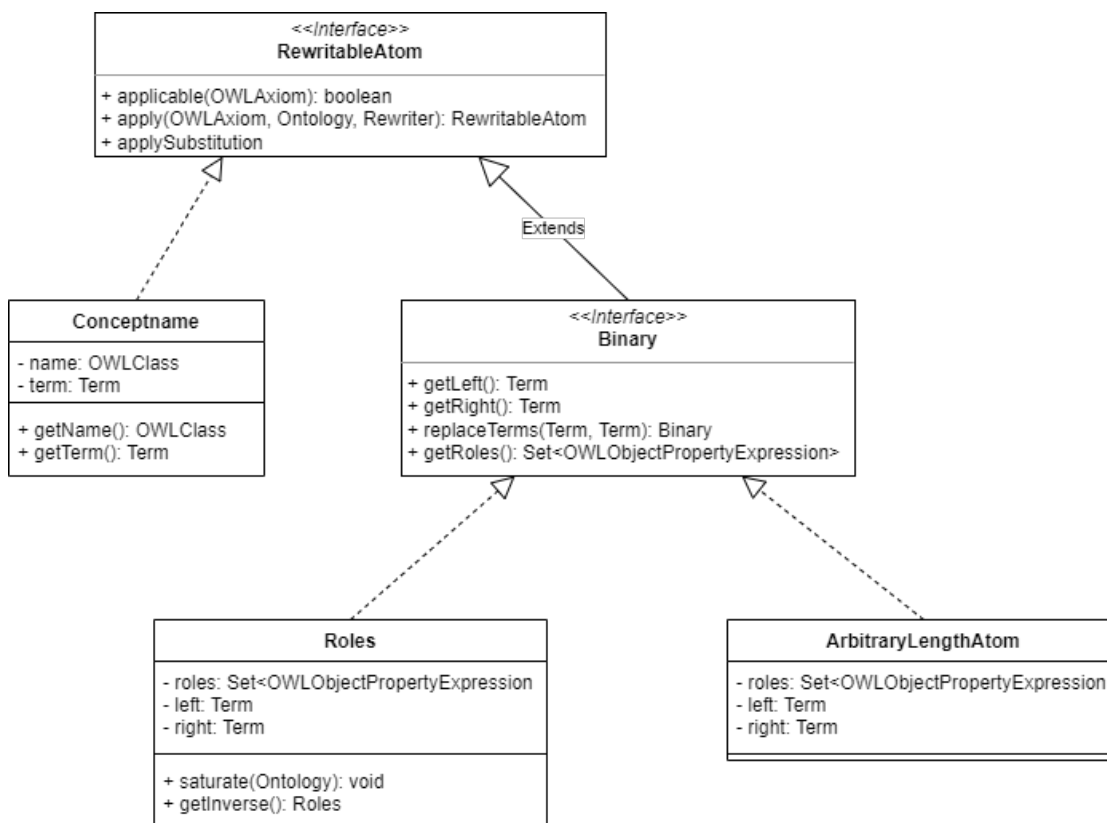 <<Interface>>
RewritableAtom
+ applicable(OWLAxiom): boolean
+ apply(OWLAxiom, Ontology, Rewriter): RewritableAtom
+ applySubstitution
Extends
Conceptname
- name: OWLClass
- term: Term
+ getName(): OWLClass
+ getTerm(): Term
<<Interface>>
Binary
+ getLeft(): Term
+ getRight(): Term
+ replaceTerms(Term, Term): Binary
+ getRoles(): Set<OWLObjectPropertyExpression>
Roles
- roles: Set<OWLObjectPropertyExpression
- left: Term
- right: Term
+ saturate(Ontology): void
+ getInverse(): Roles
ArbitraryLengthAtom
- roles: Set<OWLObjectPropertyExpression
- left: Term
- right: Term